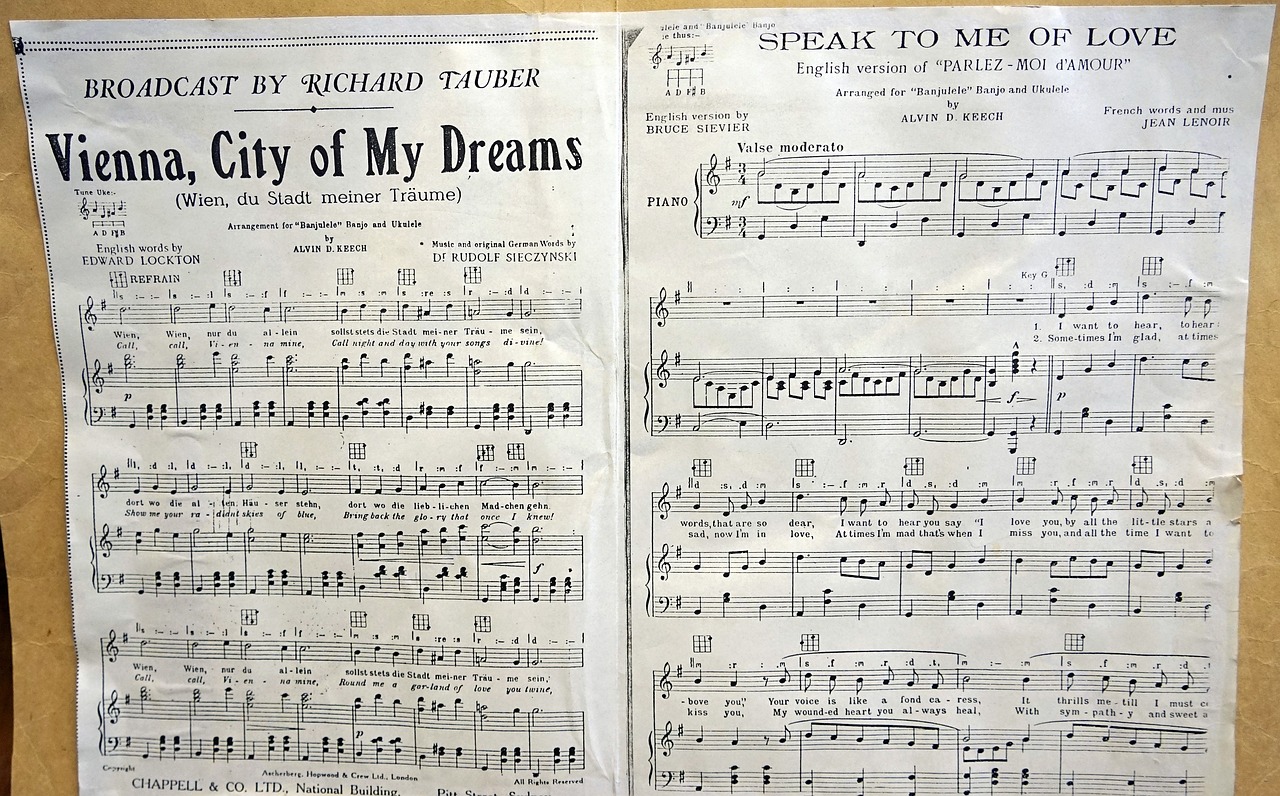 BROADCAST BY RICHARD TAUBER
Vienna, City of My Dreams
(Wien, du Stadt meiner Träume)
Tune Uke:-
A D F♯ B
Arrangement for "Banjulele" Banjo and Ukulele
by
ALVIN D. KEECH
English words by
EDWARD LOCKTON
Music and original German Words by
Dr RUDOLF SIECZYNSKI
REFRAIN
Wien, Wien, nur du al-lein sollst stets die Stadt mei-ner Träu-me sein,
Call, call, Vi-en-na mine, Call night and day with your songs di-vine!
dort wo die al-ten Häu-ser stehn, dort wo die lieb-li-chen Mäd-chen gehn.
Show me your ra-diant skies of blue, Bring back the glo-ry that once I knew!
Wien, Wien, nur du al-lein sollst stets die Stadt mei-ner Träu-me sein,
Call, call, Vi-en-na mine, Round me a gar-land of love you twine,
p
f
p
Copyright
Ascherberg, Hopwood & Crew Ltd., London
All Rights Reserved
CHAPPELL & CO. LTD., National Building,
"Banjulele" Banjo
thus:-
A D F♯ B
SPEAK TO ME OF LOVE
English version of "PARLEZ-MOI d'AMOUR"
Arranged for "Banjulele" Banjo and Ukulele
by
ALVIN D. KEECH
English version by
BRUCE SIEVIER
French words and mus
JEAN LENOIR
Valse moderato
PIANO
mf
Key G
1. I want to hear, to hear
2. Some-times I'm glad, at times
f
p
words, that are so dear, I want to hear you say "I love you, by all the lit-tle stars a
sad, now I'm in love, At times I'm mad that's when I miss you, and all the time I want to
-bove you," Your voice is like a fond ca-ress, It thrills me till I must
kiss you, My wound-ed heart you al-ways heal, With sym-path-y and sweet a